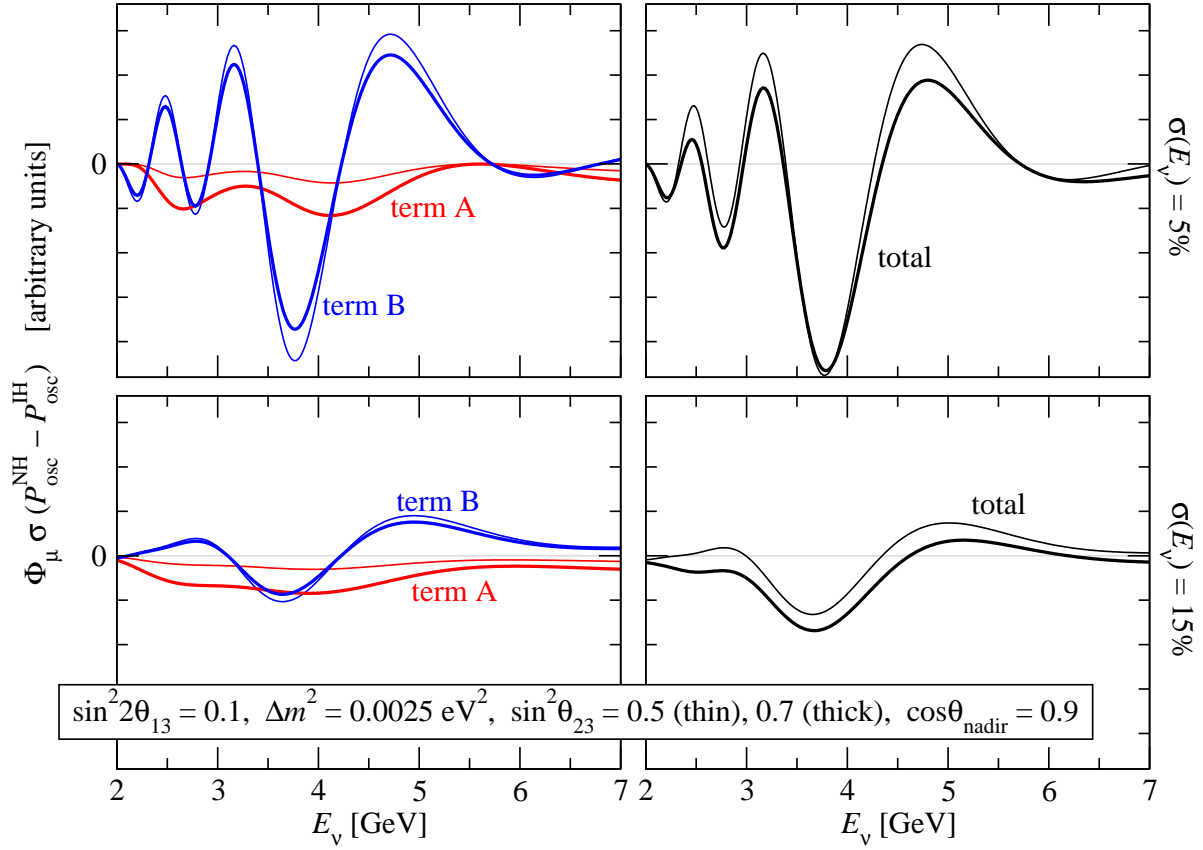 Φ_μ σ (P_osc^NH − P_osc^IH) [arbitrary units]
0
term A
term B
total
σ(E_ν) = 5%
0
term B
term A
total
σ(E_ν) = 15%
sin²2θ₁₃ = 0.1, Δm² = 0.0025 eV², sin²θ₂₃ = 0.5 (thin), 0.7 (thick), cosθ_nadir = 0.9
2 3 4 5 6 7 2 3 4 5 6 7
E_ν [GeV] E_ν [GeV]